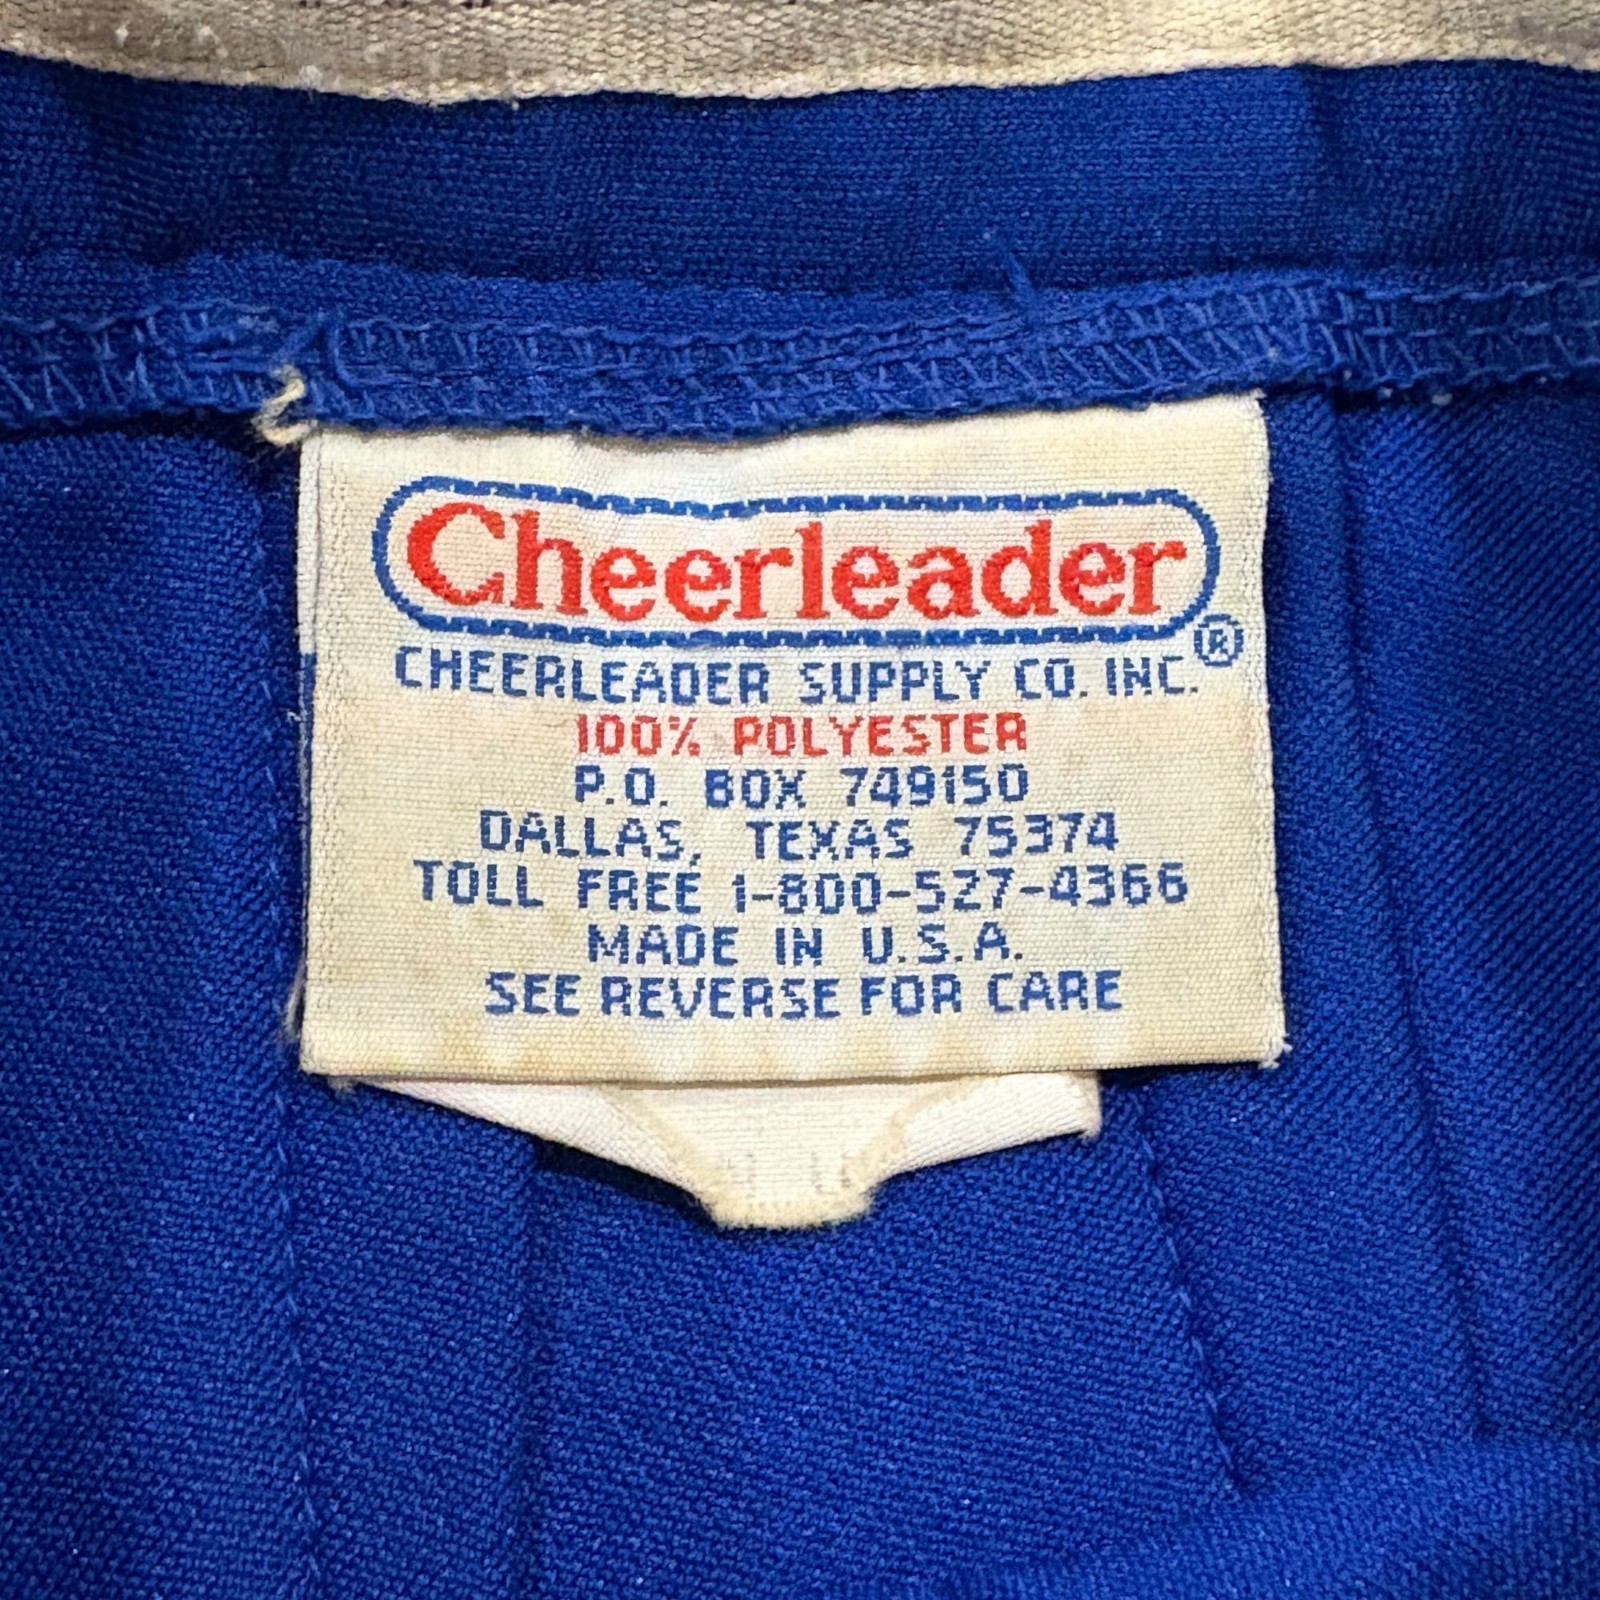 Cheerleader®
CHEERLEADER SUPPLY CO. INC.
100% POLYESTER
P.O. BOX 749150
DALLAS, TEXAS 75374
TOLL FREE 1-800-527-4366
MADE IN U.S.A.
SEE REVERSE FOR CARE